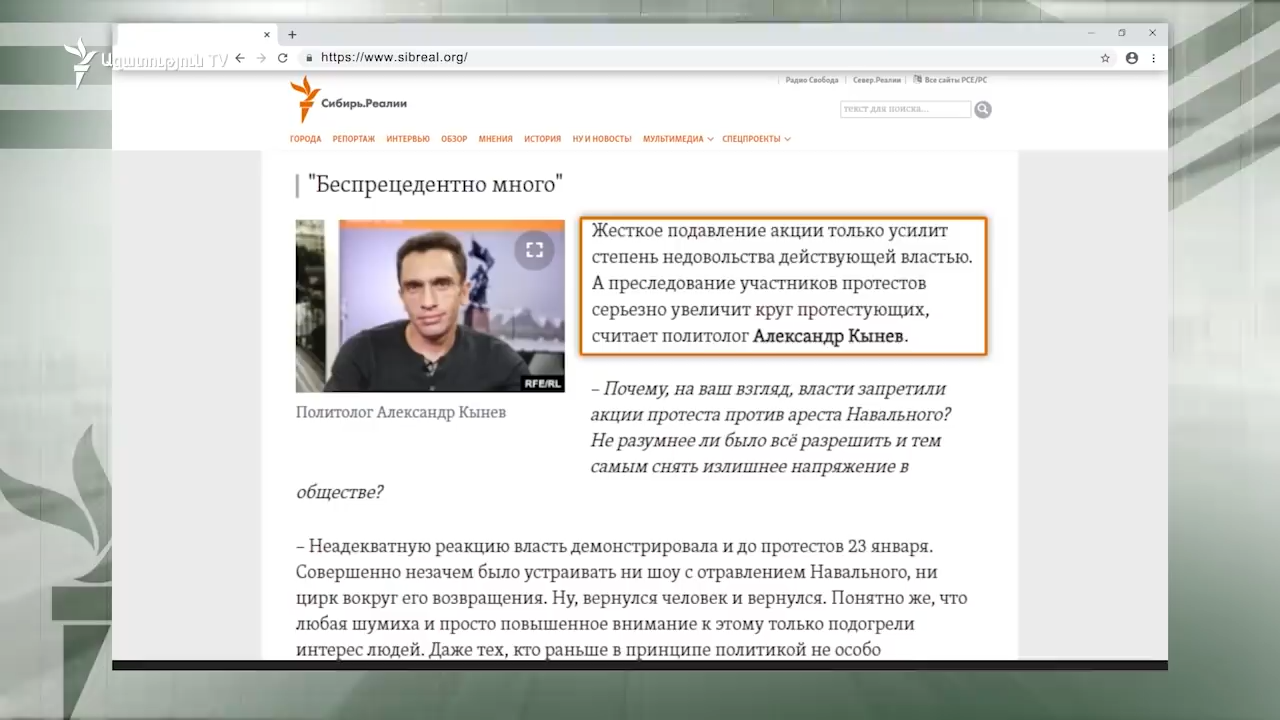 Ազատություն TV
https://www.sibreal.org/
Радио Свобода
Север.Реалии
Все сайты РСЕ/РС
Сибирь.Реалии
текст для поиска...
ГОРОДА РЕПОРТАЖ ИНТЕРВЬЮ ОБЗОР МНЕНИЯ ИСТОРИЯ НУ И НОВОСТЬ! МУЛЬТИМЕДИА СПЕЦПРОЕКТЫ
"Беспрецедентно много"
RFE/RL
Политолог Александр Кынев
Жесткое подавление акции только усилит
степень недовольства действующей властью.
А преследование участников протестов
серьезно увеличит круг протестующих,
считает политолог Александр Кынев.
– Почему, на ваш взгляд, власти запретили
акции протеста против ареста Навального?
Не разумнее ли было всё разрешить и тем
самым снять излишнее напряжение в
обществе?
– Неадекватную реакцию власть демонстрировала и до протестов 23 января.
Совершенно незачем было устраивать ни шоу с отравлением Навального, ни
цирк вокруг его возвращения. Ну, вернулся человек и вернулся. Понятно же, что
любая шумиха и просто повышенное внимание к этому только подогрели
интерес людей. Даже тех, кто раньше в принципе политикой не особо